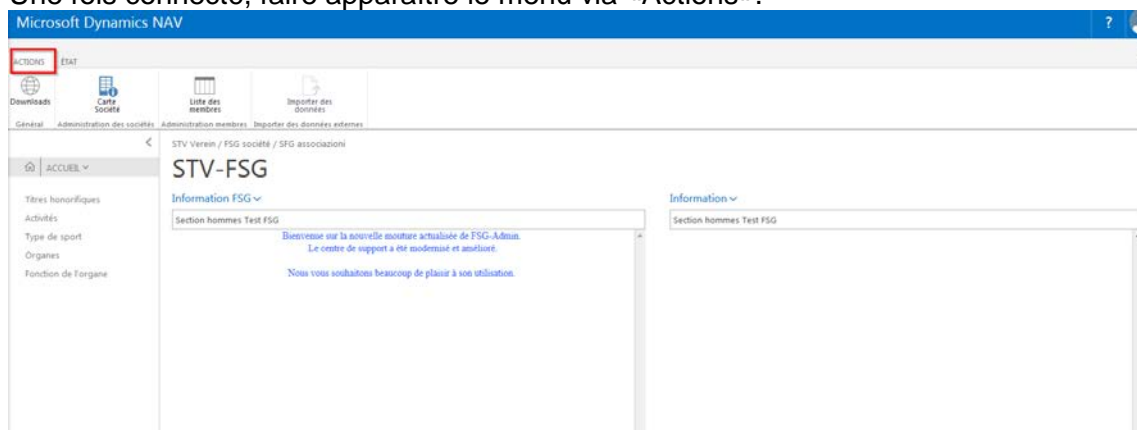 Une fois connecté, faire apparaître le menu via «Actions».
Microsoft Dynamics NAV ?
ACTIONS ÉTAT
Downloads Carte Société Liste des membres Importer des données
Général Administration des sociétés Administration membres Importer des données externes
STV Verein / FSG société / SFG associazioni
ACCUEIL
STV-FSG
Titres honorifiques Information FSG Information
Activités Section hommes Test FSG Section hommes Test FSG
Type de sport Bienvenue sur la nouvelle mouture actualisée de FSG-Admin.
Organes Le centre de support a été modernisé et amélioré.
Fonction de l'organe Nous vous souhaitons beaucoup de plaisir à son utilisation.